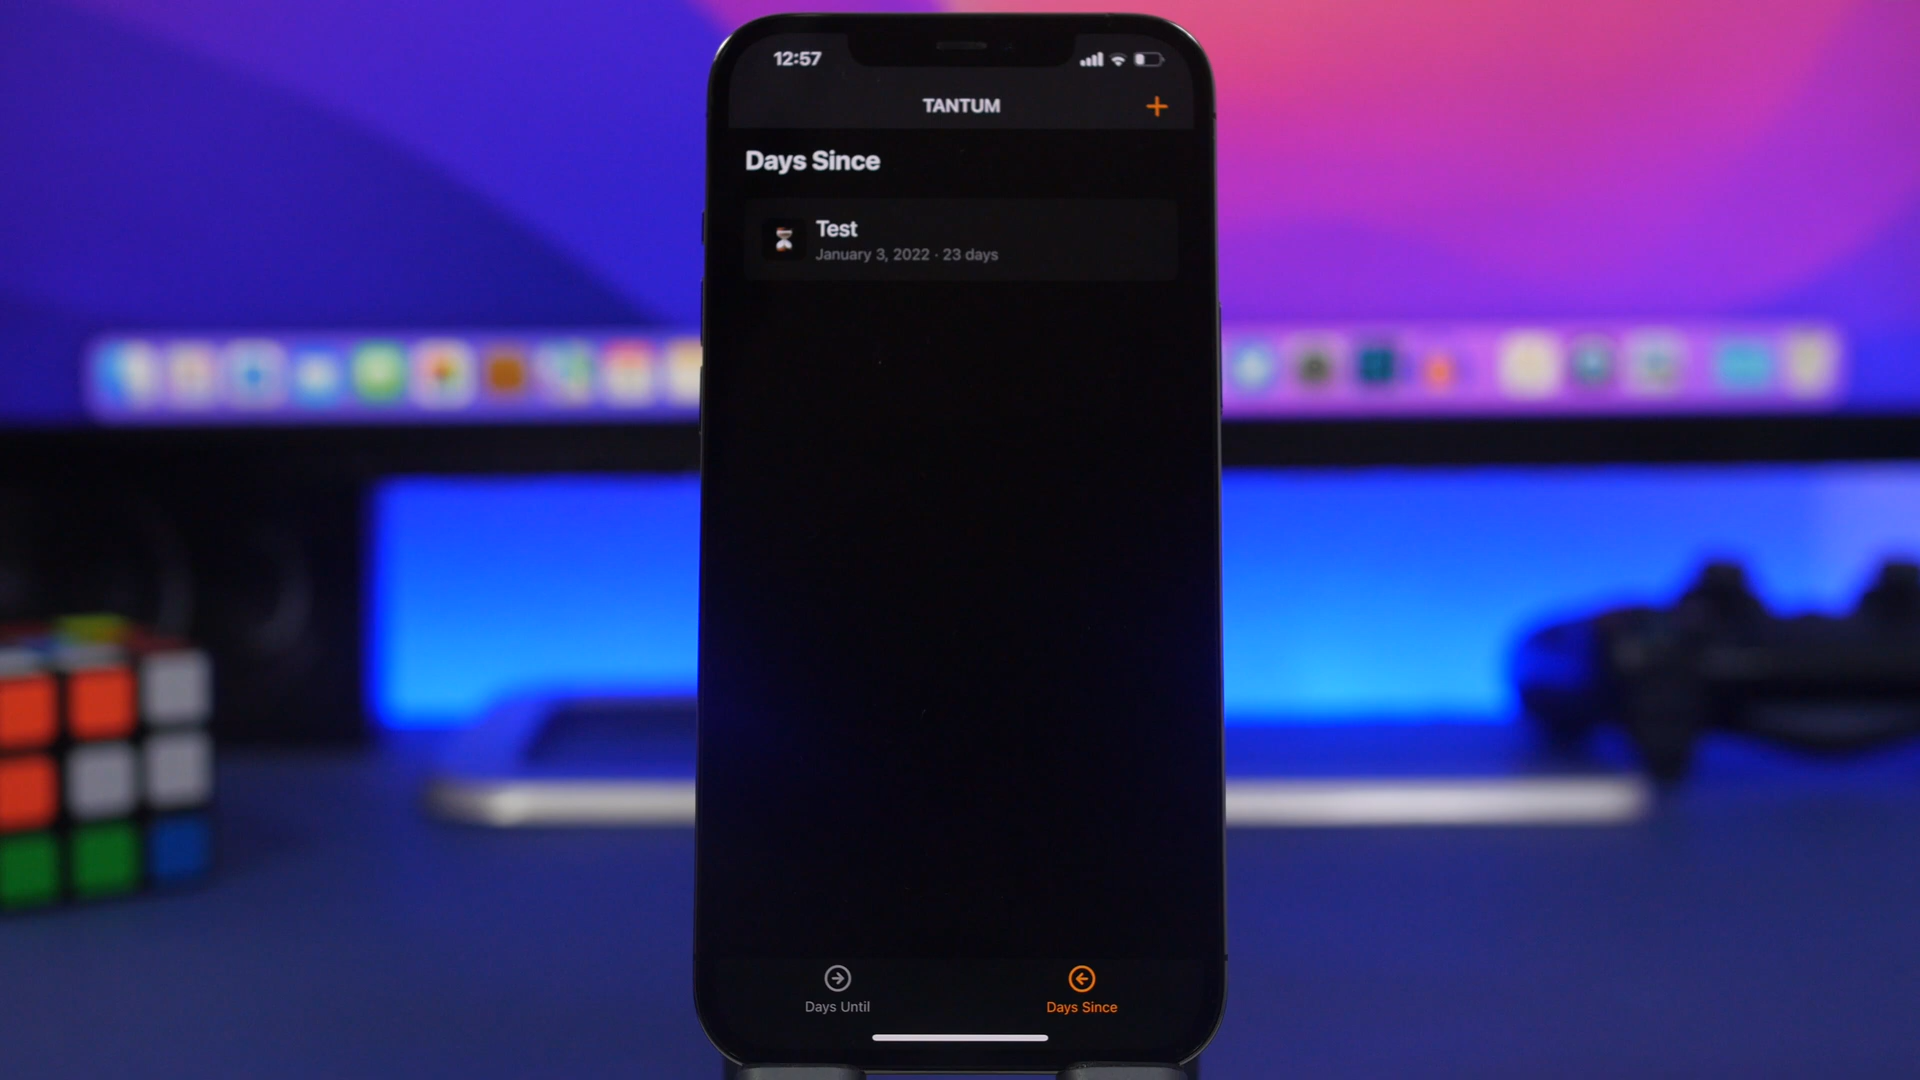 12:57
TANTUM
Days Since
Test
January 3, 2022 · 23 days
Days Until
Days Since